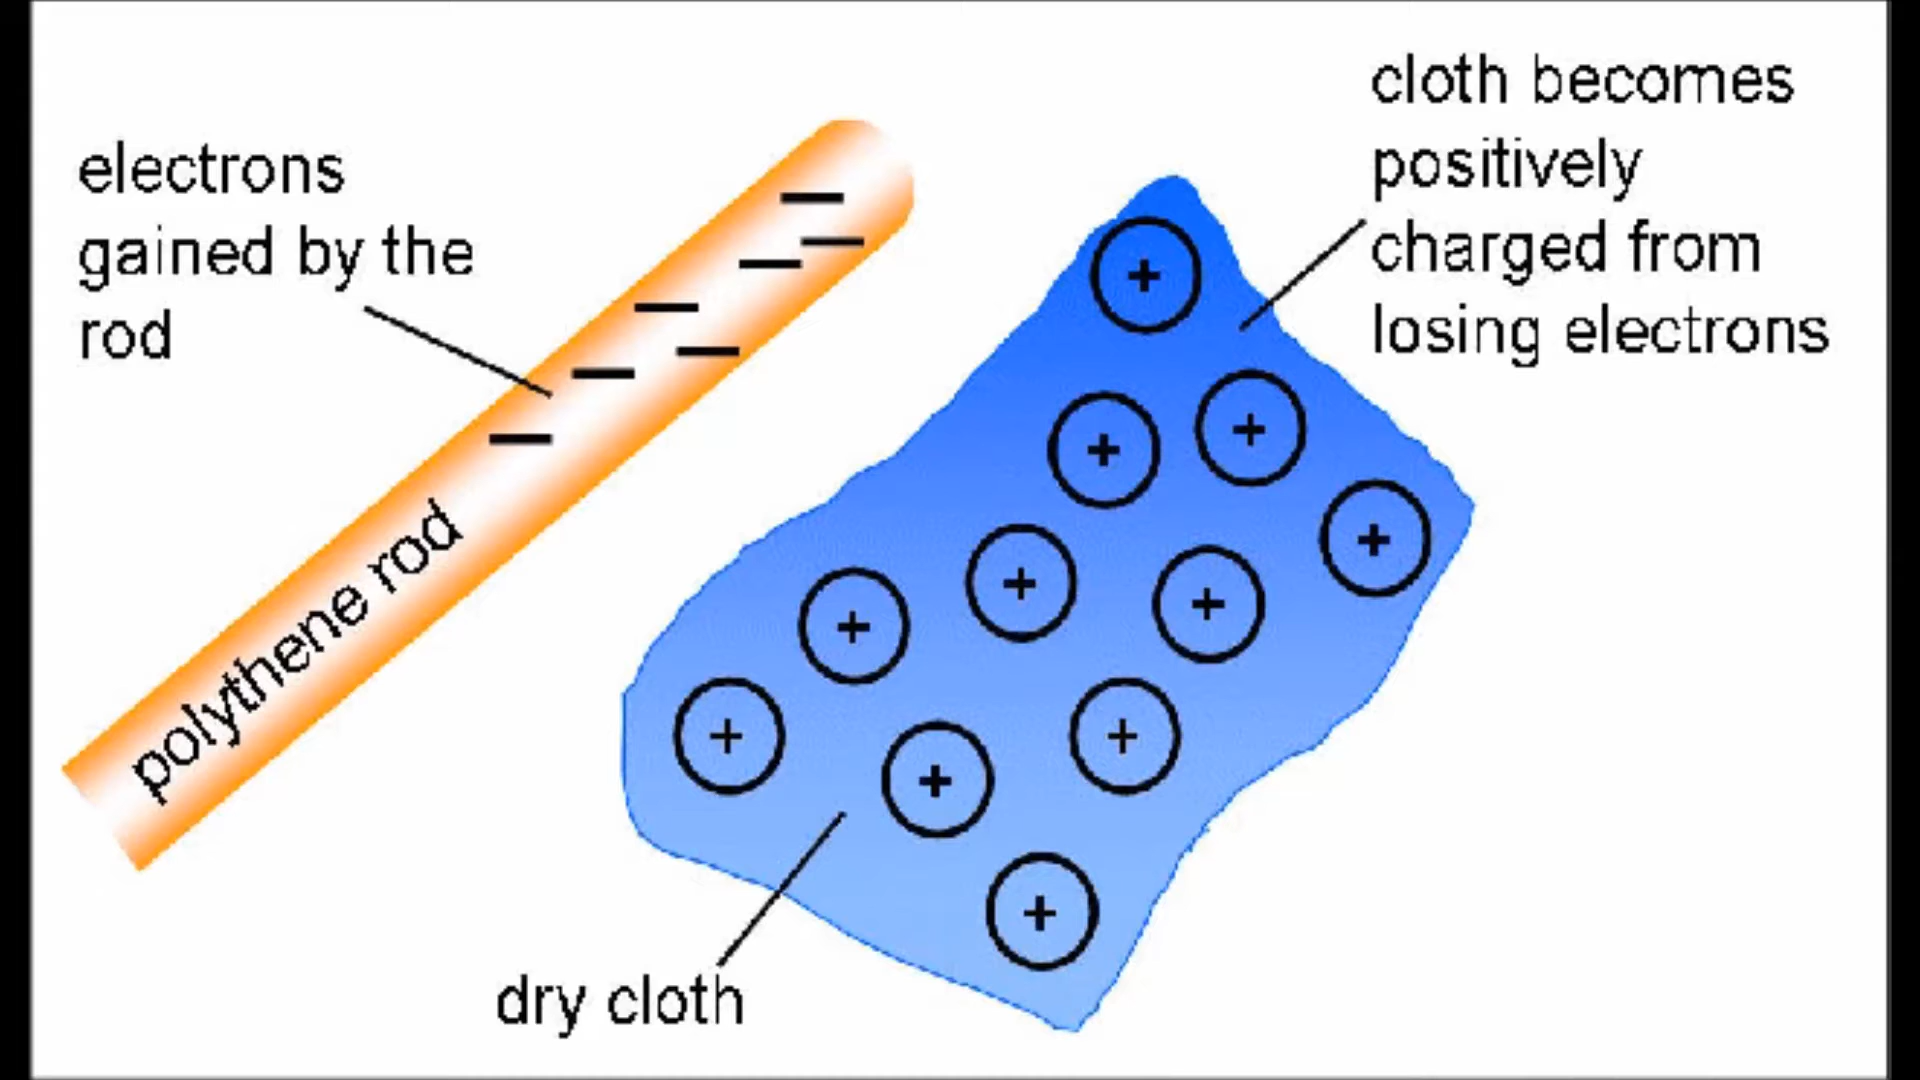 electrons
gained by the
rod
cloth becomes
positively
charged from
losing electrons
polythene rod
dry cloth